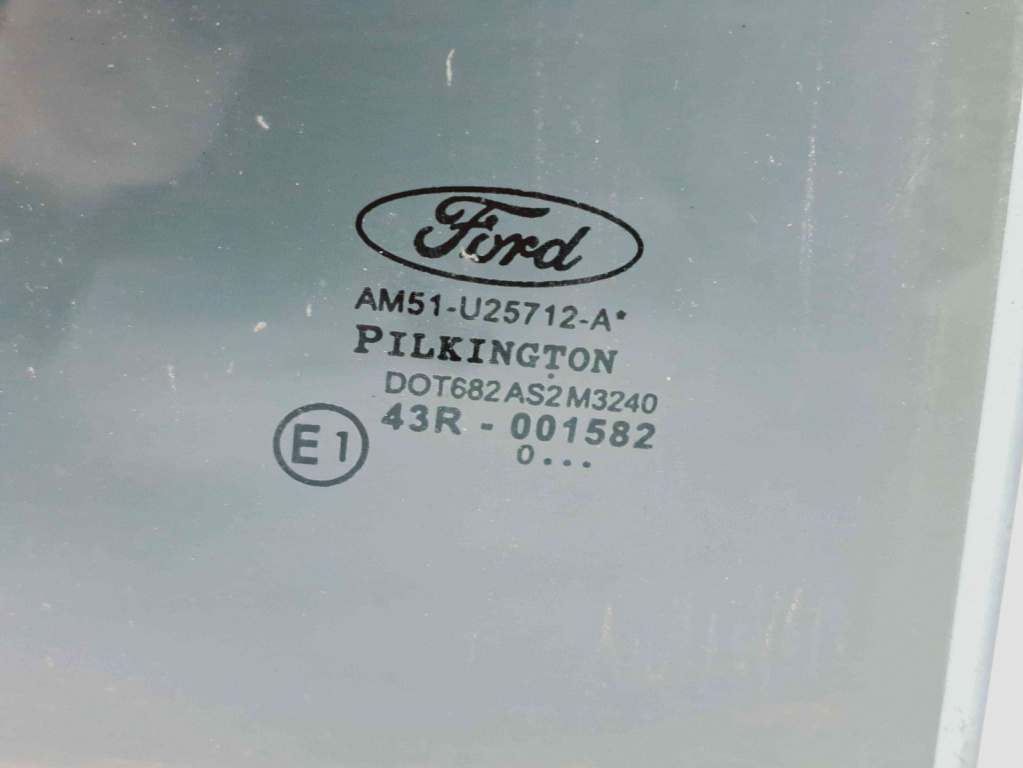 Ford
AM51-U25712-A*
PILKINGTON
DOT682 AS2 M3240
43R - 001582
E1
0...